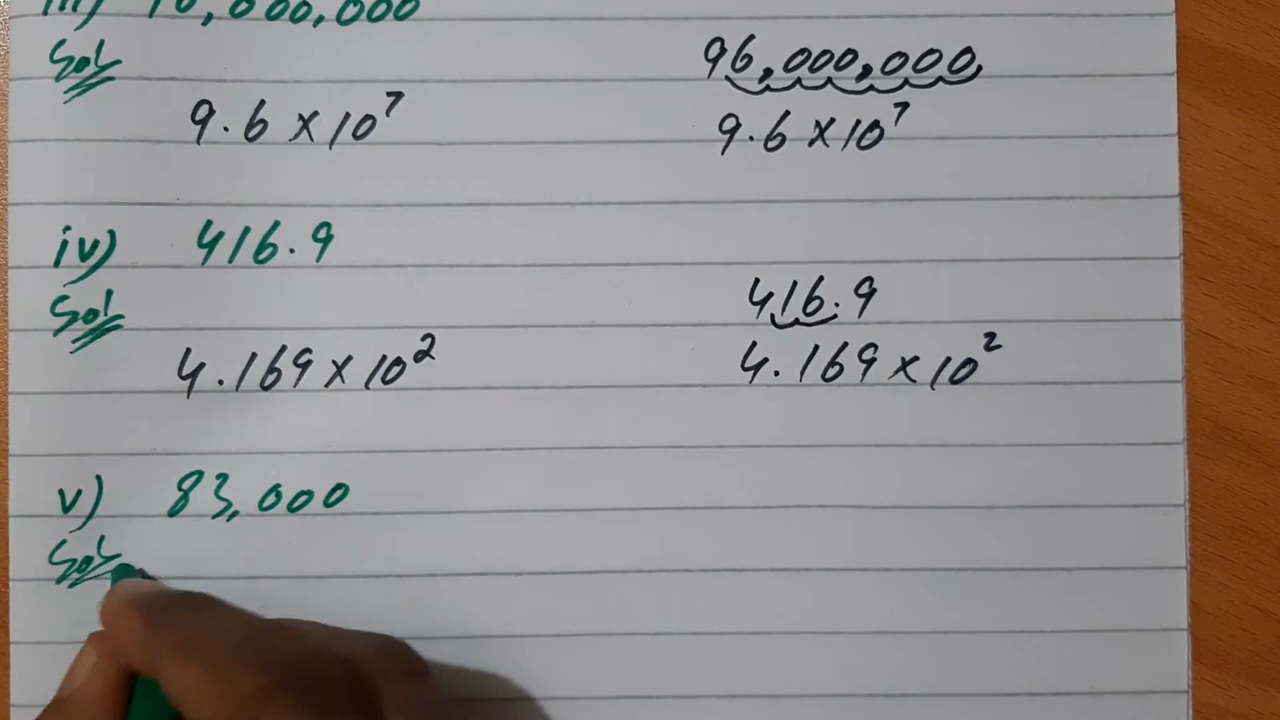 Sol
9.6 × 10⁷
96,000,000
9.6 × 10⁷
iv) 416.9
Sol
4.169 × 10²
416.9
4.169 × 10²
v) 83,000
Sol